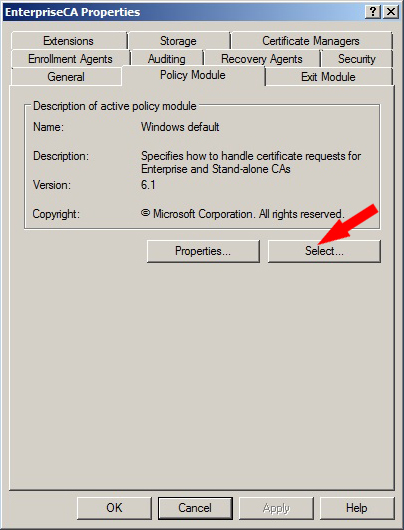 EnterpriseCA Properties
Extensions Storage Certificate Managers
Enrollment Agents Auditing Recovery Agents Security
General Policy Module Exit Module
Description of active policy module
Name: Windows default
Description: Specifies how to handle certificate requests for
Enterprise and Stand-alone CAs
Version: 6.1
Copyright: © Microsoft Corporation. All rights reserved.
Properties... Select...
OK Cancel Apply Help